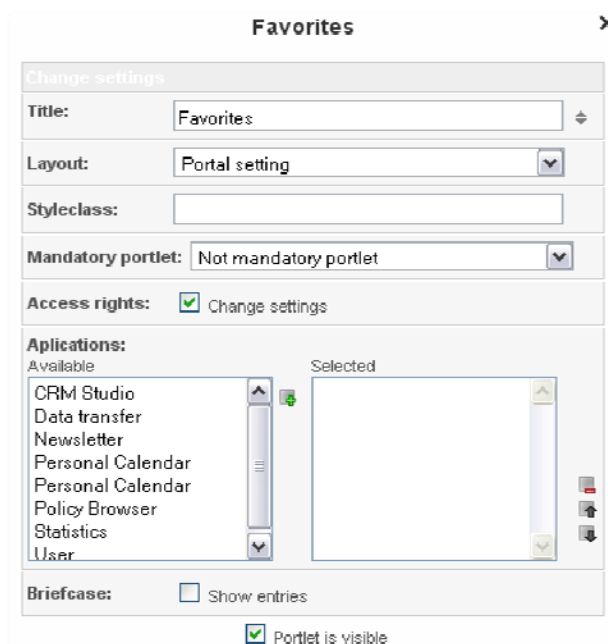 Favorites
Change settings
Title: Favorites
Layout: Portal setting
Styleclass:
Mandatory portlet: Not mandatory portlet
Access rights: Change settings
Aplications:
Available Selected
CRM Studio
Data transfer
Newsletter
Personal Calendar
Personal Calendar
Policy Browser
Statistics
User
Briefcase: Show entries
Portlet is visible